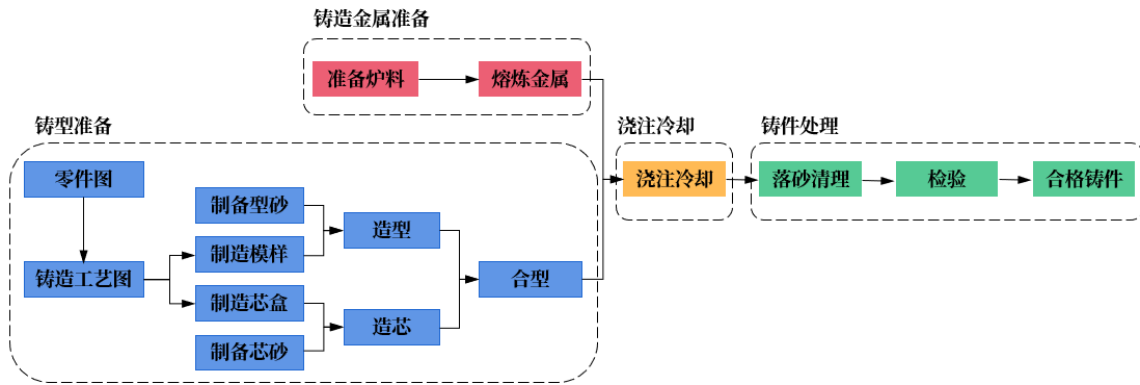 铸造金属准备
准备炉料
熔炼金属
铸型准备
零件图
铸造工艺图
制备型砂
制造模样
制造芯盒
制备芯砂
造型
造芯
合型
浇注冷却
浇注冷却
铸件处理
落砂清理
检验
合格铸件